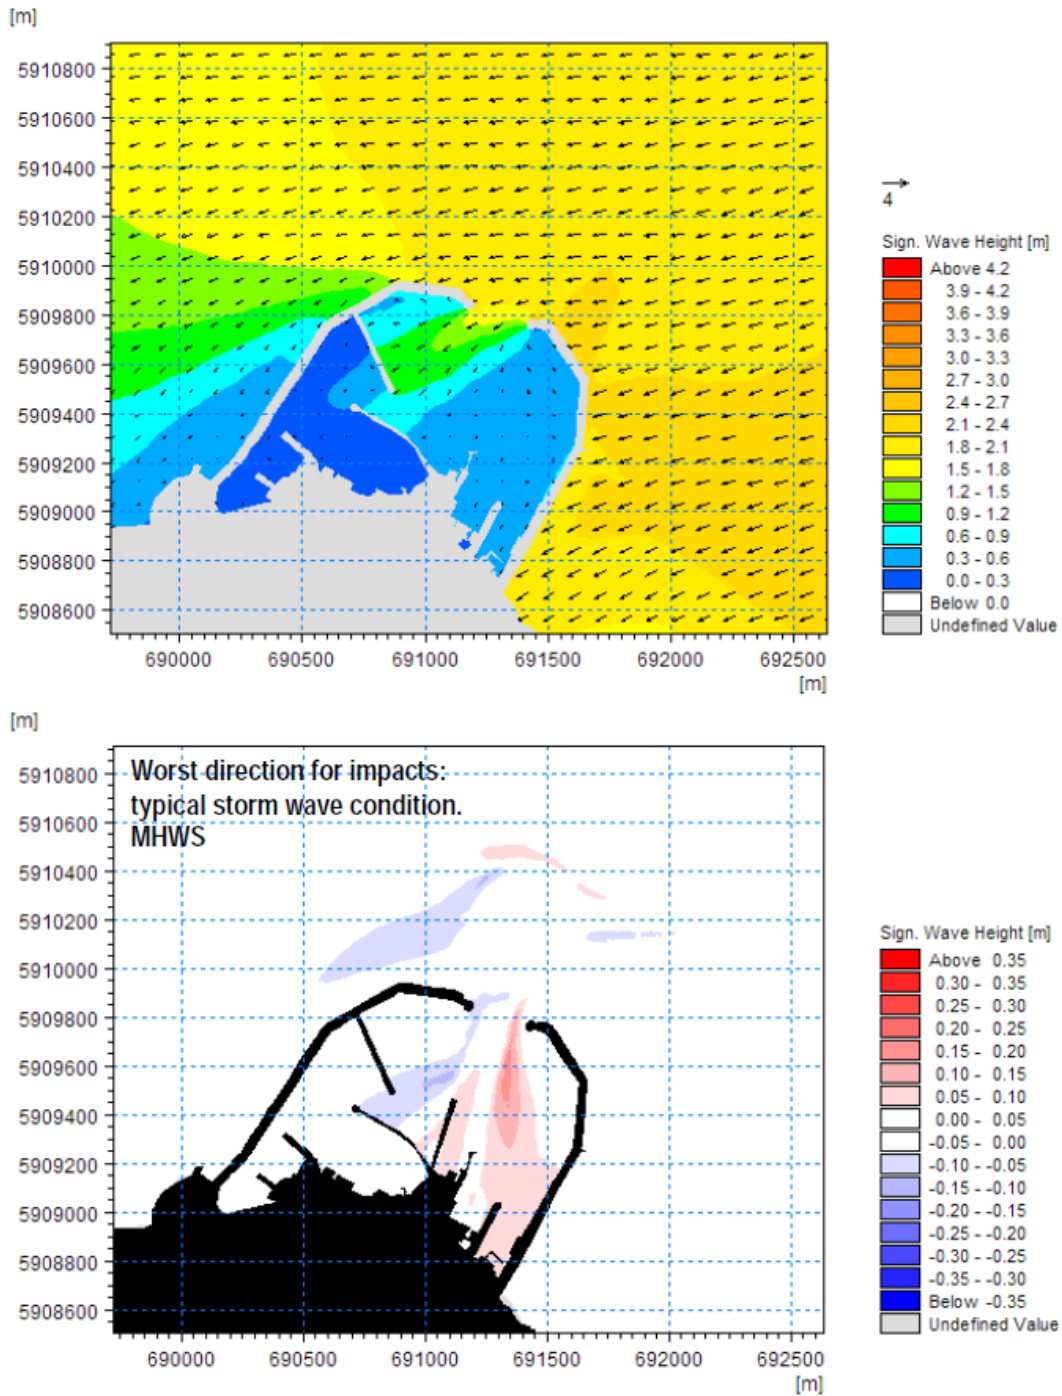 [m]
5910800
5910600
5910400
5910200
5910000
5909800
5909600
5909400
5909200
5909000
5908800
5908600
690000 690500 691000 691500 692000 692500
[m]
4
Sign. Wave Height [m]
Above 4.2
3.9 - 4.2
3.6 - 3.9
3.3 - 3.6
3.0 - 3.3
2.7 - 3.0
2.4 - 2.7
2.1 - 2.4
1.8 - 2.1
1.5 - 1.8
1.2 - 1.5
0.9 - 1.2
0.6 - 0.9
0.3 - 0.6
0.0 - 0.3
Below 0.0
Undefined Value
[m]
Worst direction for impacts:
typical storm wave condition.
MHWS
5910800
5910600
5910400
5910200
5910000
5909800
5909600
5909400
5909200
5909000
5908800
5908600
690000 690500 691000 691500 692000 692500
[m]
Sign. Wave Height [m]
Above 0.35
0.30 - 0.35
0.25 - 0.30
0.20 - 0.25
0.15 - 0.20
0.10 - 0.15
0.05 - 0.10
0.00 - 0.05
-0.05 - 0.00
-0.10 - -0.05
-0.15 - -0.10
-0.20 - -0.15
-0.25 - -0.20
-0.30 - -0.25
-0.35 - -0.30
Below -0.35
Undefined Value